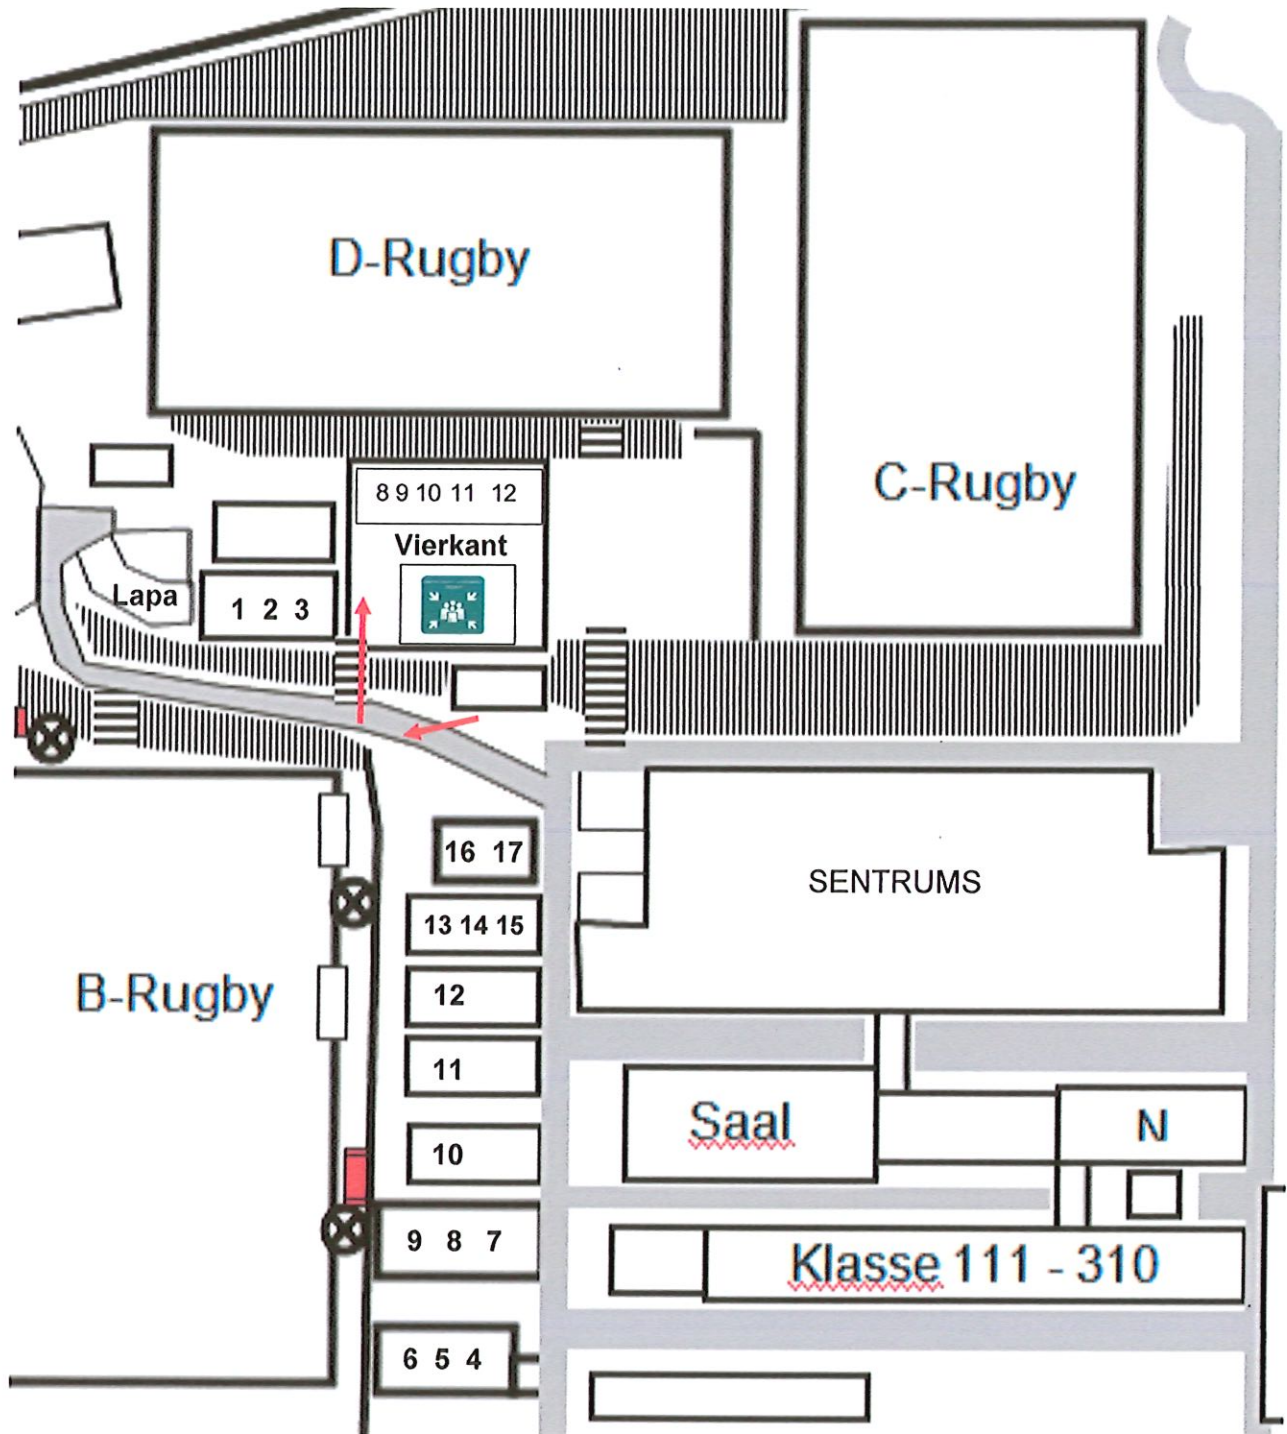 D-Rugby
C-Rugby
8 9 10 11 12
Vierkant
Lapa
1 2 3
16 17
SENTRUMS
13 14 15
B-Rugby
12
11
Saal
N
10
9 8 7
Klasse 111 - 310
6 5 4